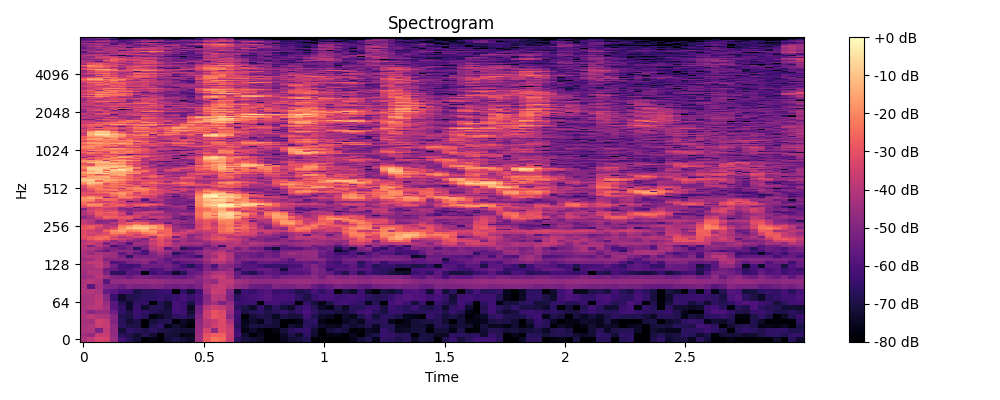 Spectrogram
Hz
4096
2048
1024
512
256
128
64
0
0
0.5
1
1.5
2
2.5
Time
+0 dB
-10 dB
-20 dB
-30 dB
-40 dB
-50 dB
-60 dB
-70 dB
-80 dB